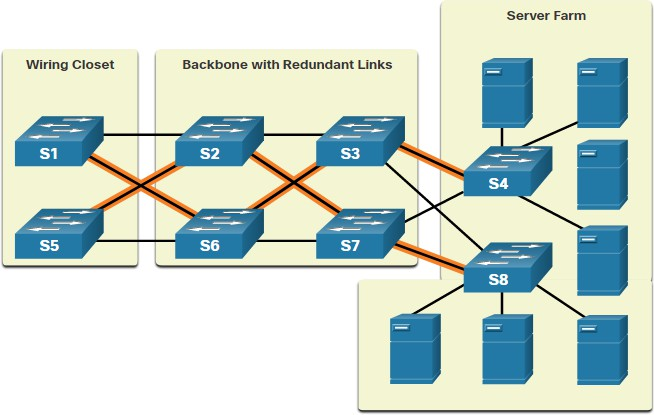 Server Farm
Wiring Closet
Backbone with Redundant Links
S1
S2
S3
S4
S5
S6
S7
S8